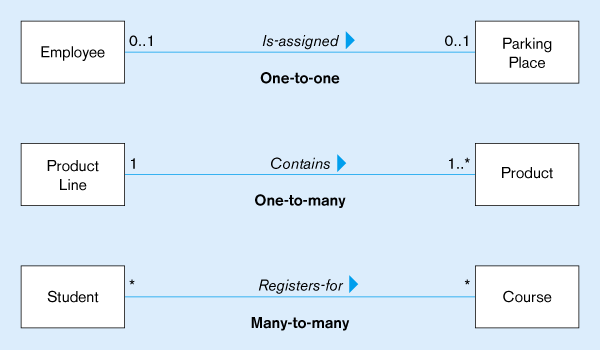 Employee
0..1
Is-assigned
0..1
Parking
Place
One-to-one
Product
Line
1
Contains
1..*
Product
One-to-many
Student
*
Registers-for
*
Course
Many-to-many